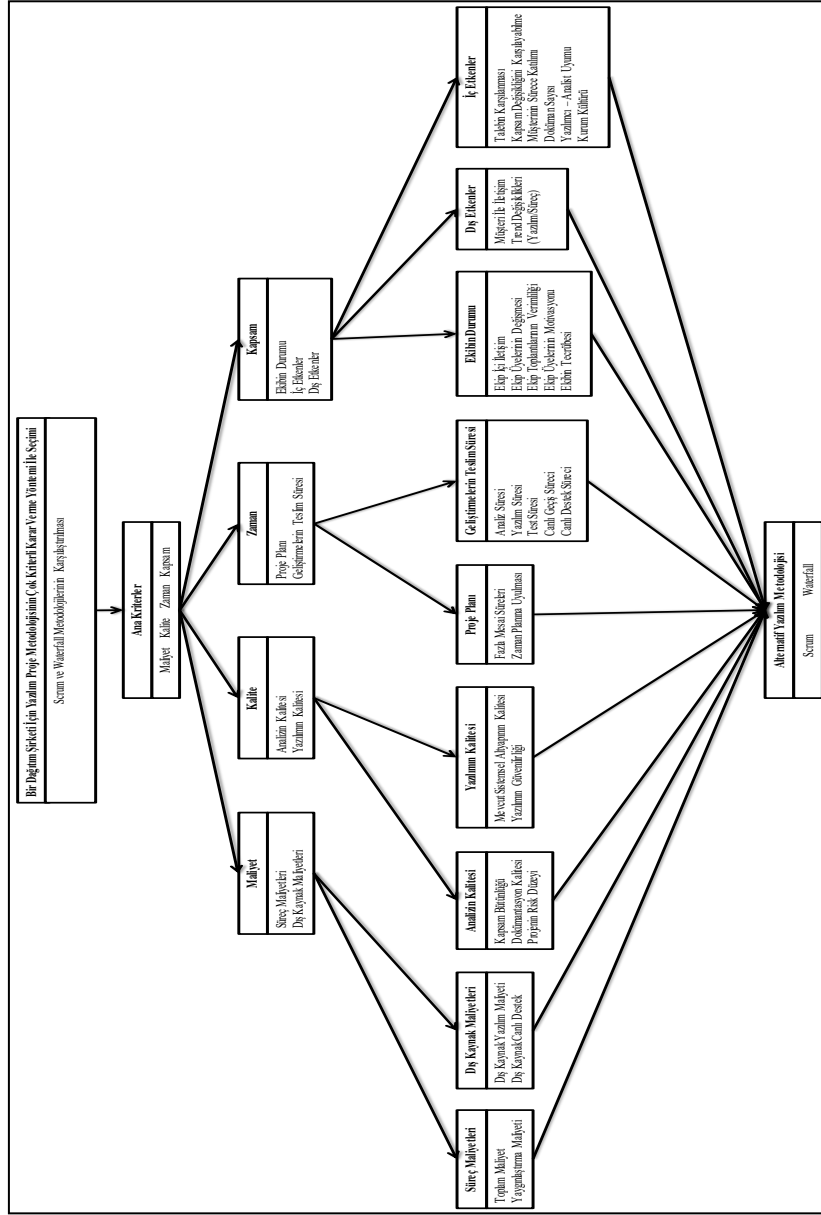 Bir Dağıtım Şirketi İçin Yazılım Proje Metodolojisinin Çok Kriterli Karar Verme Yöntemi İle Seçimi
Scrum ve Waterfall Metodolojilerinin Karşılaştırılması
Ana Kriterler
Maliyet Kalite Zaman Kapsam
Maliyet
Süreç Maliyetleri
Dış Kaynak Maliyetleri
Kalite
Analizin Kalitesi
Yazılımın Kalitesi
Zaman
Proje Planı
Geliştirmelerin Teslim Süresi
Kapsam
Ekibin Durumu
İç Etkenler
Dış Etkenler
Süreç Maliyetleri
Toplam Maliyet
Yaygınlaştırma Maliyeti
Dış Kaynak Maliyetleri
Dış Kaynak Yazılım Maliyeti
Dış Kaynak Canlı Destek
Analizin Kalitesi
Kapsam Bütünlüğü
Dokümantasyon Kalitesi
Projenin Risk Düzeyi
Yazılımın Kalitesi
Mevcut Sistemsel Altyapının Kalitesi
Yazılımın Güvenilirliği
Proje Planı
Fazla Mesai Süreleri
Zaman Planına Uyulması
Geliştirmelerin Teslim Süresi
Analiz Süresi
Yazılım Süresi
Test Süresi
Canlı Geçiş Süreci
Canlı Destek Süreci
Ekibin Durumu
Ekip İçi İletişim
Ekip Üyelerinin Değişmesi
Ekip Toplantılarının Verimliliği
Ekip Üyelerinin Motivasyonu
Ekibin Tecrübesi
Dış Etkenler
Müşteri İle İletişim
Trend Değişiklikleri
(Yazılım/Süreç)
İç Etkenler
Talebin Karşılanması
Kapsam Değişikliğini Karşılayabilme
Müşterinin Sürece Katılımı
Doküman Sayısı
Yazılımcı – Analist Uyumu
Kurum Kültürü
Alternatif Yazılım Metodolojisi
Scrum Waterfall